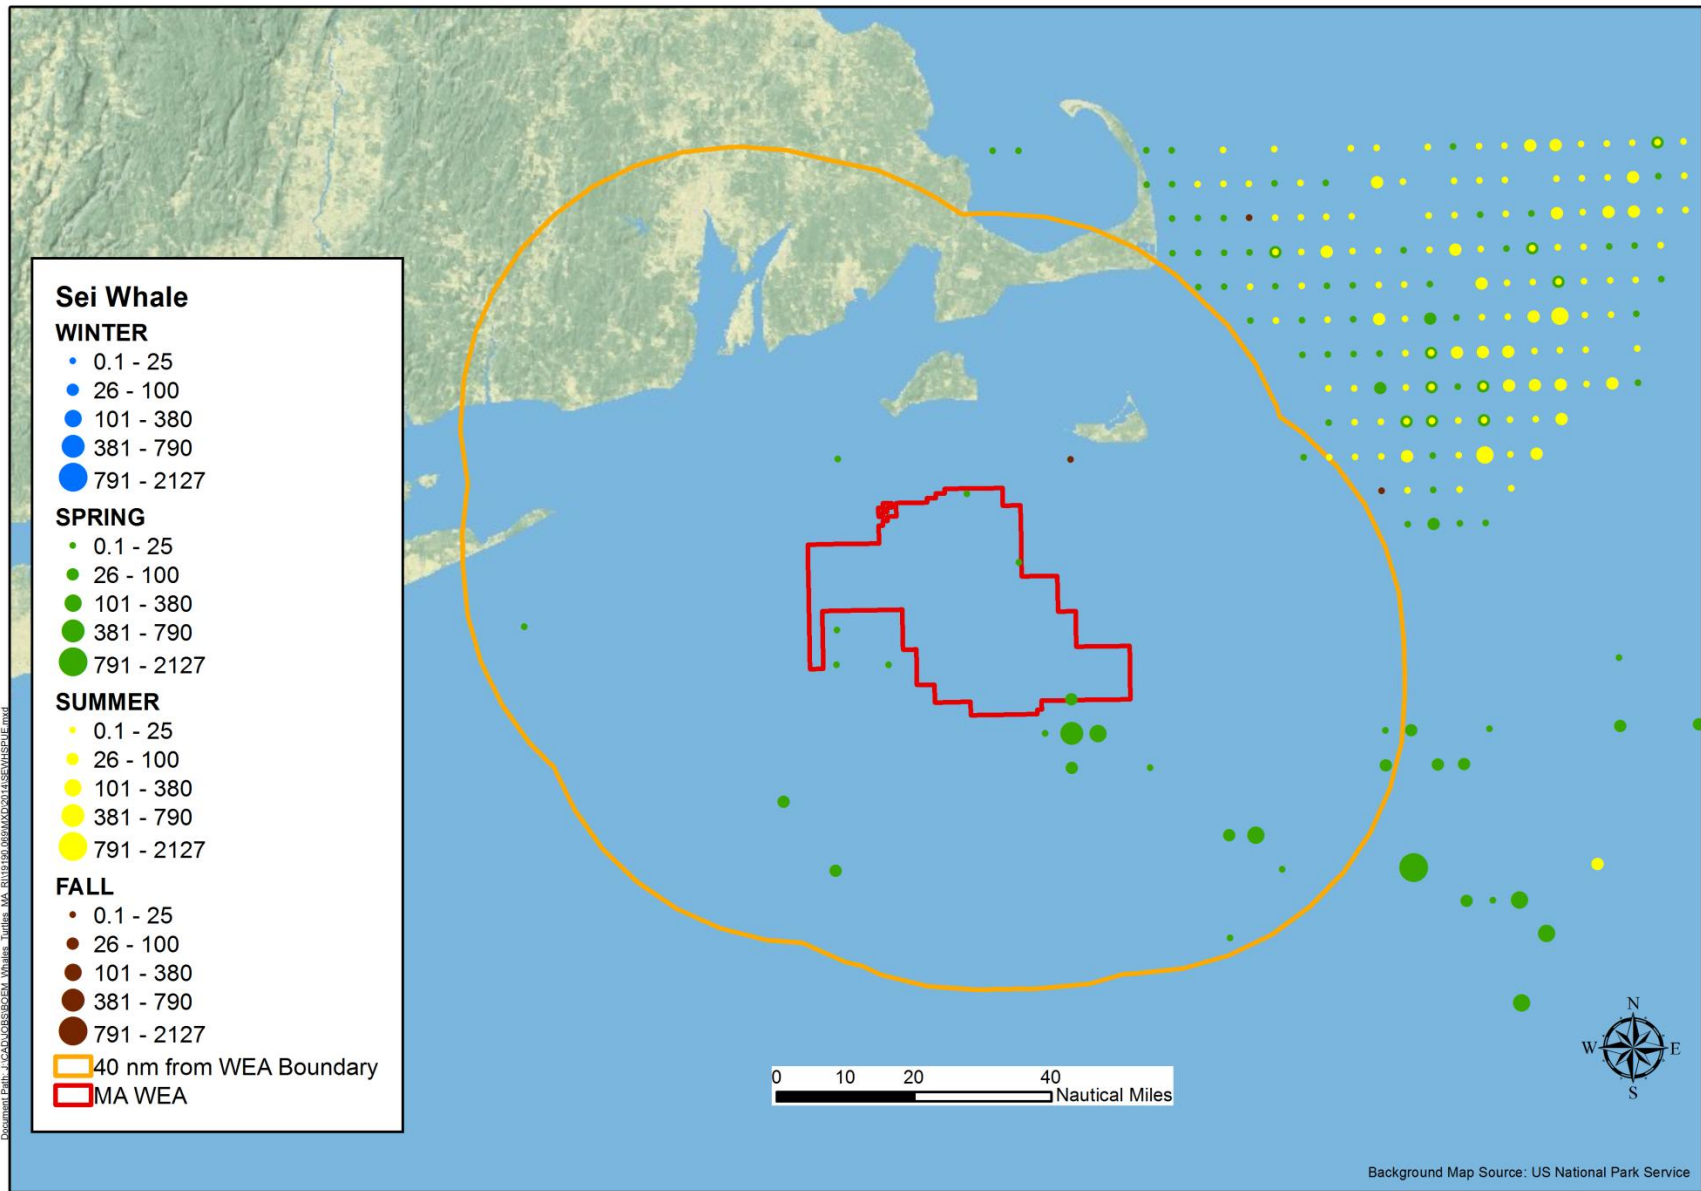 Sei Whale
WINTER
0.1 - 25
26 - 100
101 - 380
381 - 790
791 - 2127
SPRING
0.1 - 25
26 - 100
101 - 380
381 - 790
791 - 2127
SUMMER
0.1 - 25
26 - 100
101 - 380
381 - 790
791 - 2127
FALL
0.1 - 25
26 - 100
101 - 380
381 - 790
791 - 2127
40 nm from WEA Boundary
MA WEA
0 10 20 40
Nautical Miles
N
W E
S
Background Map Source: US National Park Service
Document Path: